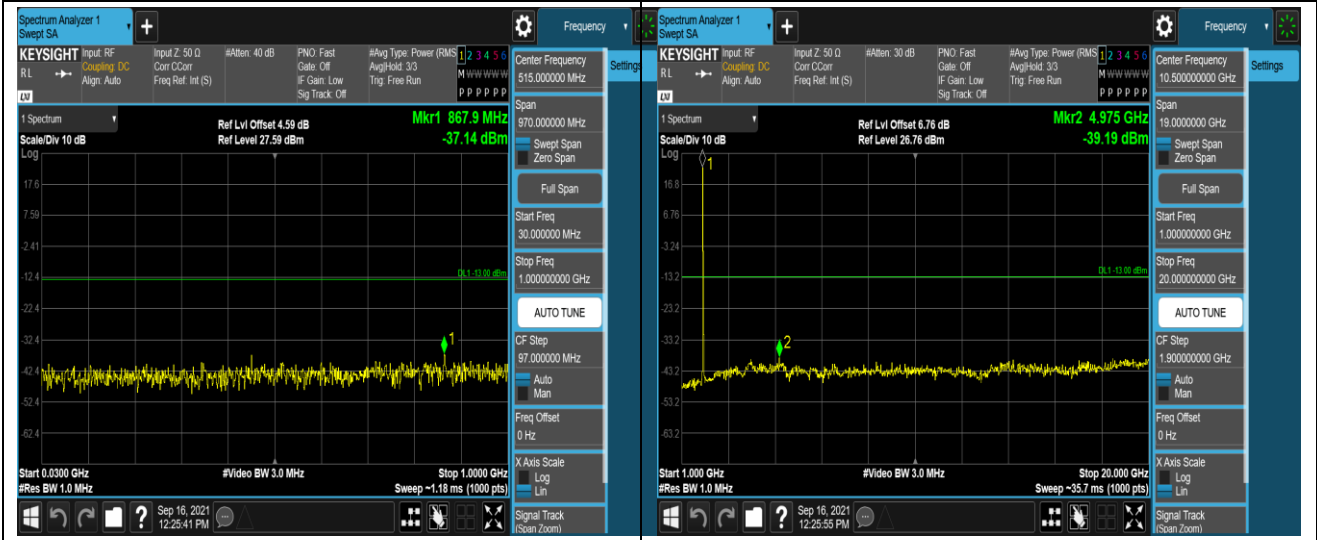 Spectrum Analyzer 1
Swept SA
Frequency
KEYSIGHT
RL
LXI
Input: RF
Coupling: DC
Align: Auto
Input Z: 50 Ω
Corr CCorr
Freq Ref: Int (S)
#Atten: 40 dB
PNO: Fast
Gate: Off
IF Gain: Low
Sig Track: Off
#Avg Type: Power (RMS
Avg|Hold: 3/3
Trig: Free Run
1 2 3 4 5 6
M W W W W W
P P P P P P
1 Spectrum
Scale/Div 10 dB
Log
Ref Lvl Offset 4.59 dB
Ref Level 27.59 dBm
Mkr1 867.9 MHz
-37.14 dBm
17.6
7.59
-2.41
-12.4
DL1 -13.00 dBm
-22.4
-32.4
1
-42.4
-52.4
-62.4
Start 0.0300 GHz
#Res BW 1.0 MHz
#Video BW 3.0 MHz
Stop 1.0000 GHz
Sweep ~1.18 ms (1000 pts)
Sep 16, 2021
12:25:41 PM
Center Frequency
515.000000 MHz
Settings
Span
970.000000 MHz
Swept Span
Zero Span
Full Span
Start Freq
30.000000 MHz
Stop Freq
1.000000000 GHz
AUTO TUNE
CF Step
97.000000 MHz
Auto
Man
Freq Offset
0 Hz
X Axis Scale
Log
Lin
Signal Track
(Span Zoom)
Spectrum Analyzer 1
Swept SA
Frequency
KEYSIGHT
RL
LXI
Input: RF
Coupling: DC
Align: Auto
Input Z: 50 Ω
Corr CCorr
Freq Ref: Int (S)
#Atten: 30 dB
PNO: Fast
Gate: Off
IF Gain: Low
Sig Track: Off
#Avg Type: Power (RMS
Avg|Hold: 3/3
Trig: Free Run
1 2 3 4 5 6
M W W W W W
P P P P P P
1 Spectrum
Scale/Div 10 dB
Log
Ref Lvl Offset 6.76 dB
Ref Level 26.76 dBm
Mkr2 4.975 GHz
-39.19 dBm
1
16.8
6.76
-3.24
-13.2
DL1 -13.00 dBm
-23.2
-33.2
2
-43.2
-53.2
-63.2
Start 1.000 GHz
#Res BW 1.0 MHz
#Video BW 3.0 MHz
Stop 20.000 GHz
Sweep ~35.7 ms (1000 pts)
Sep 16, 2021
12:25:55 PM
Center Frequency
10.500000000 GHz
Settings
Span
19.0000000 GHz
Swept Span
Zero Span
Full Span
Start Freq
1.000000000 GHz
Stop Freq
20.000000000 GHz
AUTO TUNE
CF Step
1.900000000 GHz
Auto
Man
Freq Offset
0 Hz
X Axis Scale
Log
Lin
Signal Track
(Span Zoom)